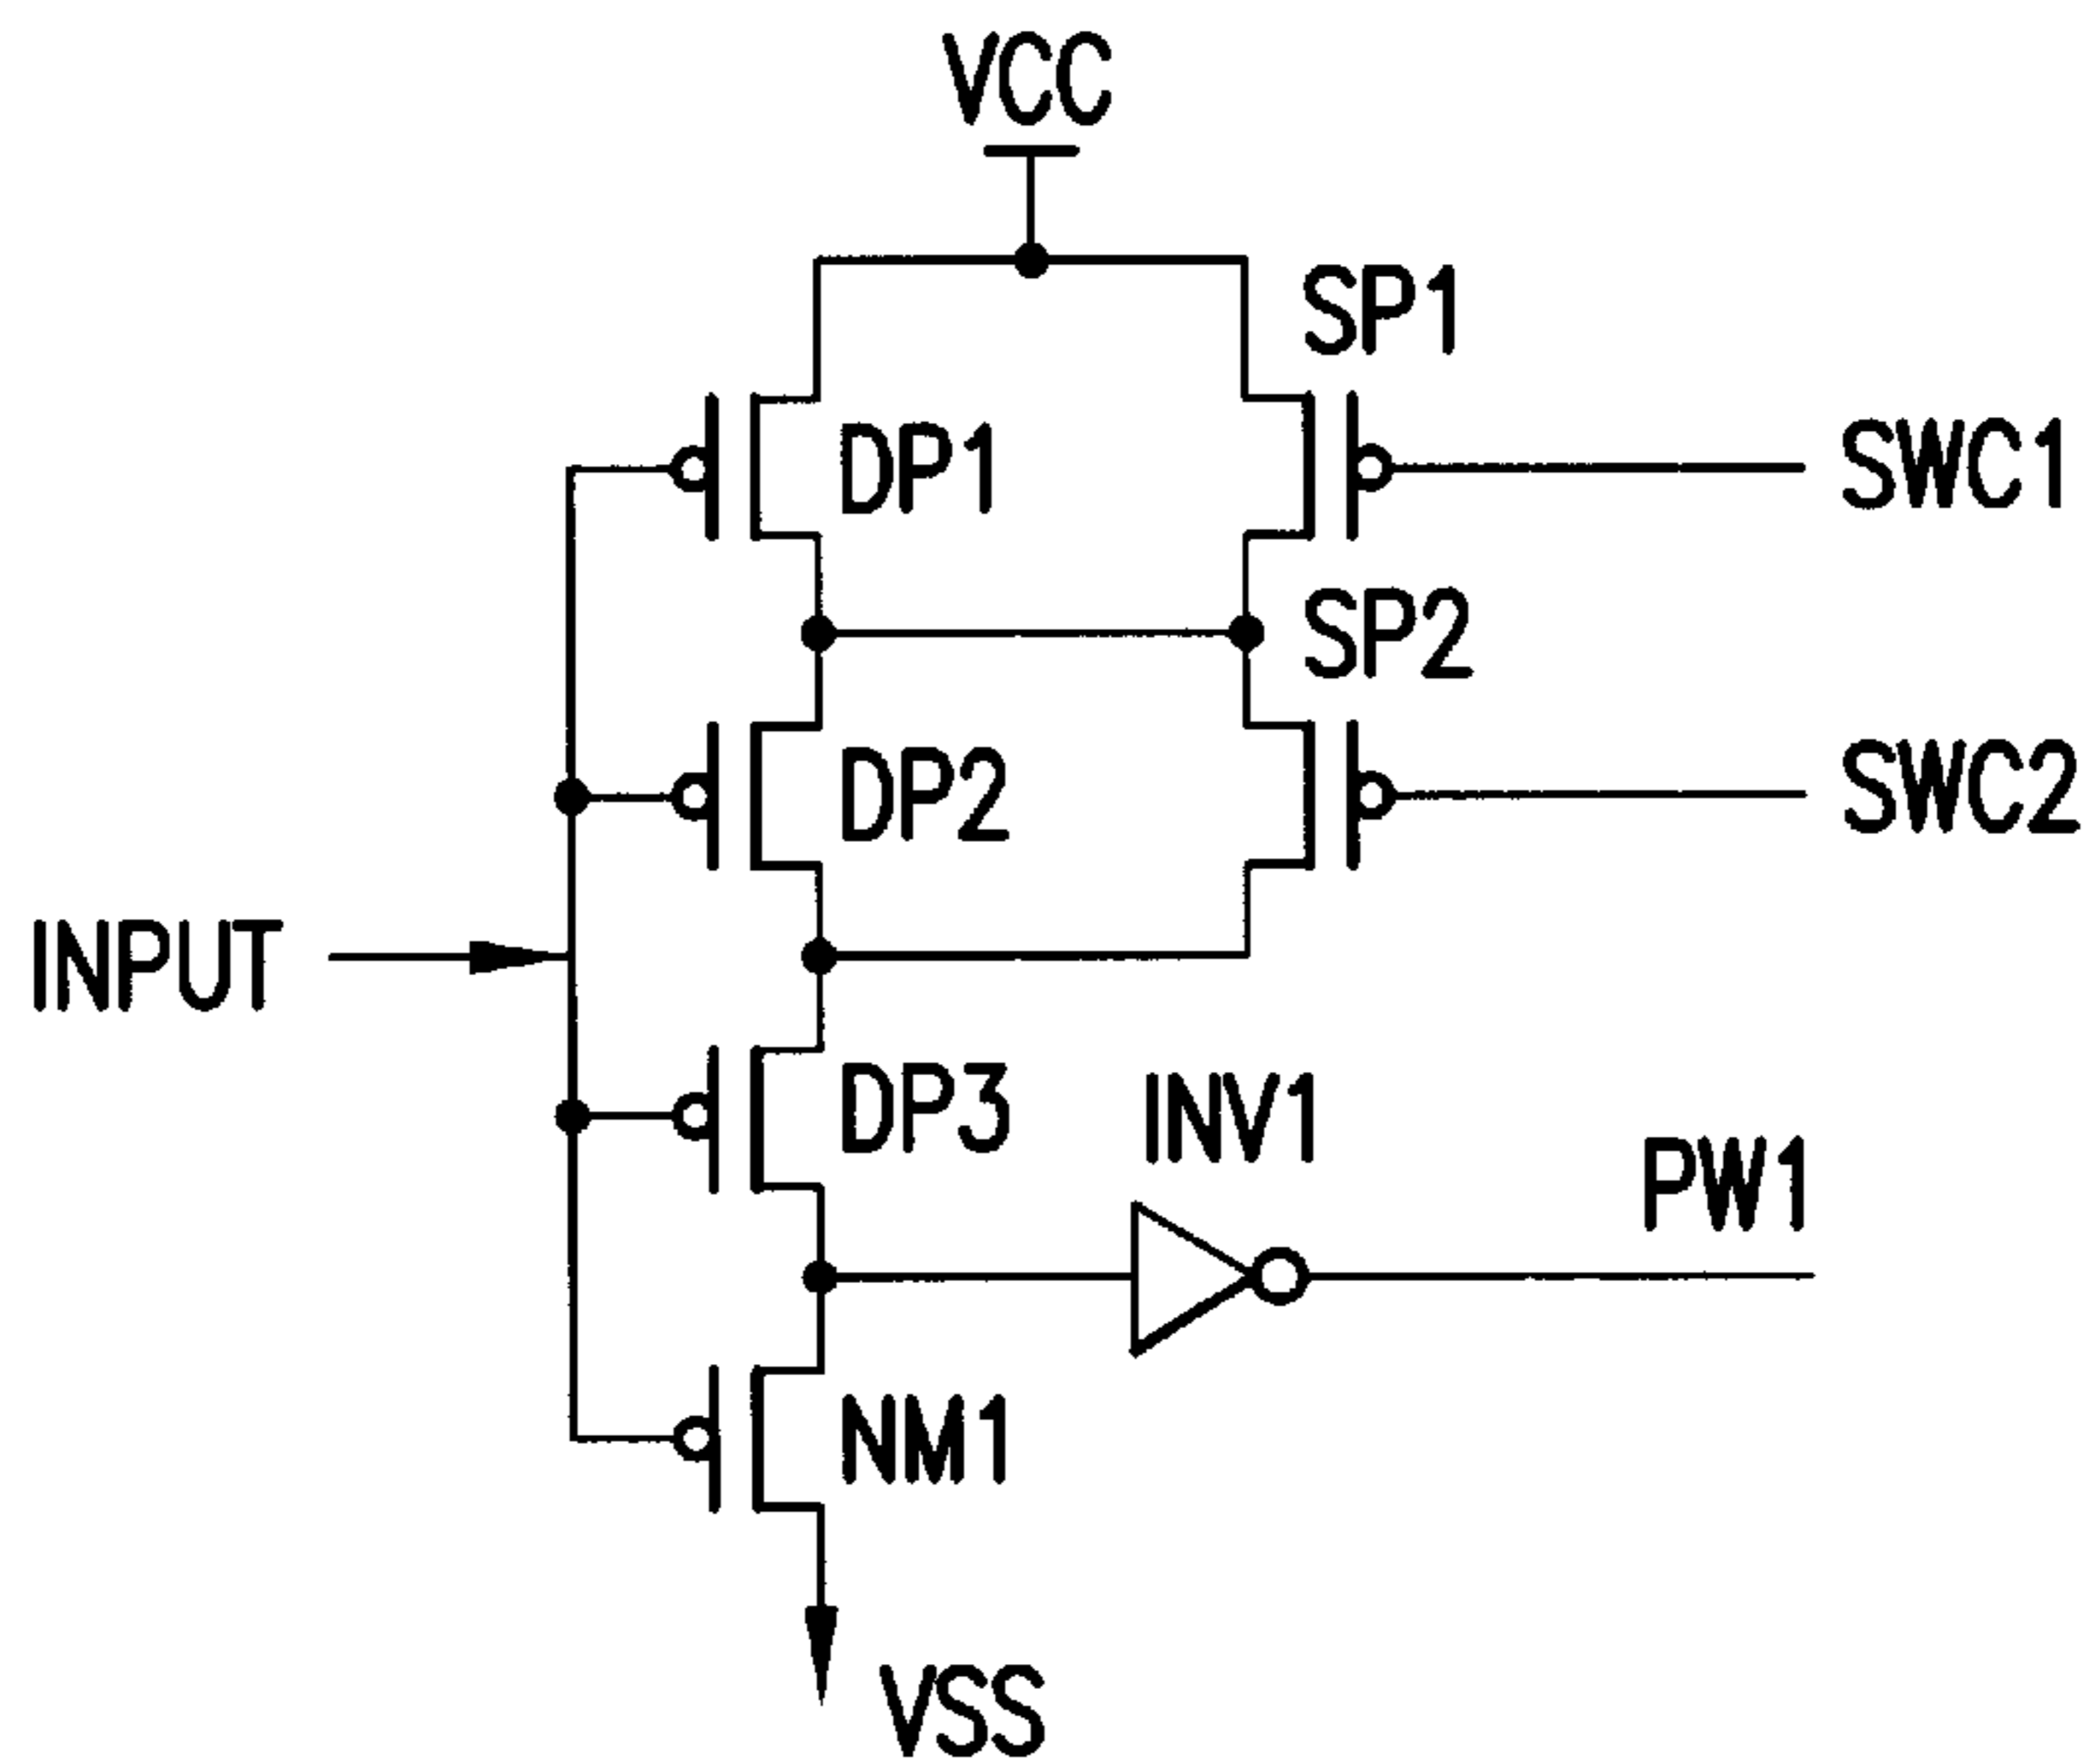 VCC
SP1
DP1
SWC1
SP2
DP2
SWC2
INPUT
DP3
INV1
PW1
NM1
VSS